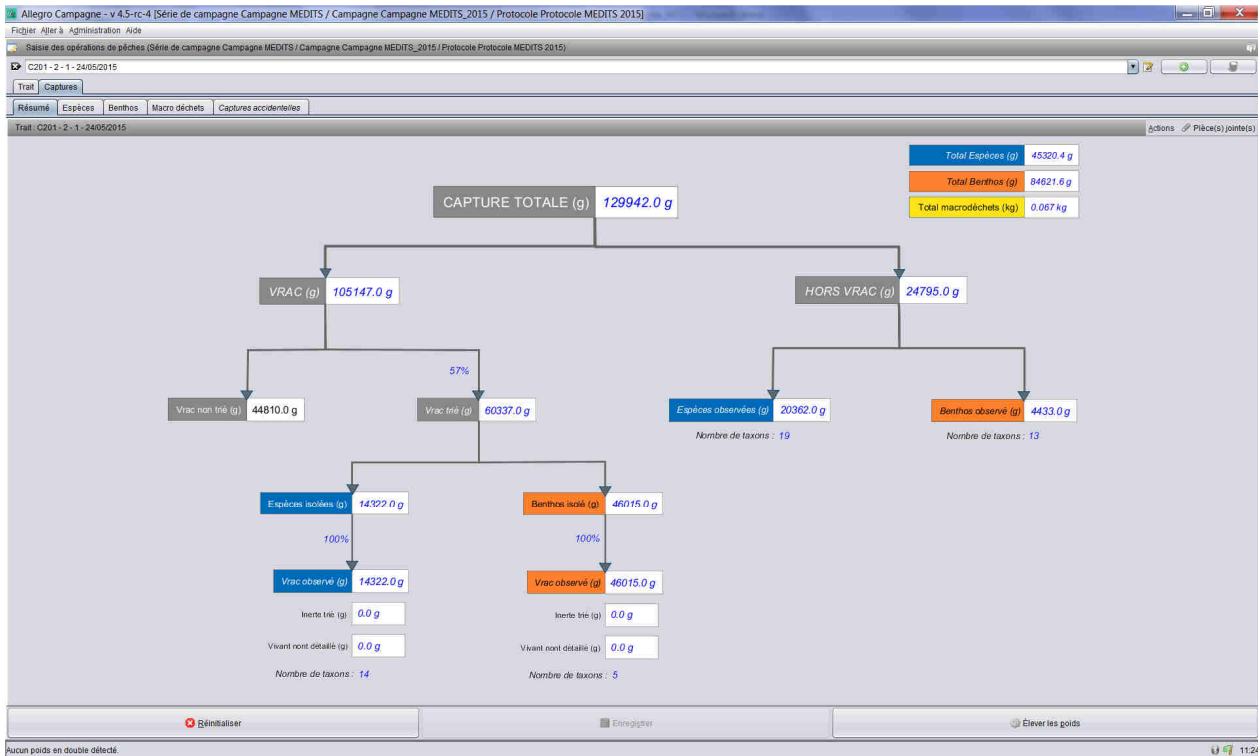 Allegro Campagne - v 4.5-rc-4 [Série de campagne Campagne MEDITS / Campagne Campagne MEDITS_2015 / Protocole Protocole MEDITS 2015]
Fichier Aller à Administration Aide
Saisie des opérations de pêches (Série de campagne Campagne MEDITS / Campagne Campagne MEDITS_2015 / Protocole Protocole MEDITS 2015)
C201 - 2 - 1 - 24/05/2015
Trait Captures
Résumé Espèces Benthos Macro déchets Captures accidentelles
Trait : C201 - 2 - 1 - 24/05/2015 Actions Pièce(s) jointe(s)
Total Espèces (g) 45320.4 g
Total Benthos (g) 84621.6 g
Total macrodéchets (kg) 0.067 kg
CAPTURE TOTALE (g) 129942.0 g
VRAC (g) 105147.0 g HORS VRAC (g) 24795.0 g
57%
Vrac non trié (g) 44810.0 g Vrac trié (g) 60337.0 g Espèces observées (g) 20362.0 g Benthos observé (g) 4433.0 g
Nombre de taxons : 19 Nombre de taxons : 13
Espèces isolées (g) 14322.0 g Benthos isolé (g) 46015.0 g
100% 100%
Vrac observé (g) 14322.0 g Vrac observé (g) 46015.0 g
Inerte trié (g) 0.0 g Inerte trié (g) 0.0 g
Vivant nont détaillé (g) 0.0 g Vivant nont détaillé (g) 0.0 g
Nombre de taxons : 14 Nombre de taxons : 5
Réinitialiser Enregistrer Élever les poids
Aucun poids en double détecté. 11:24